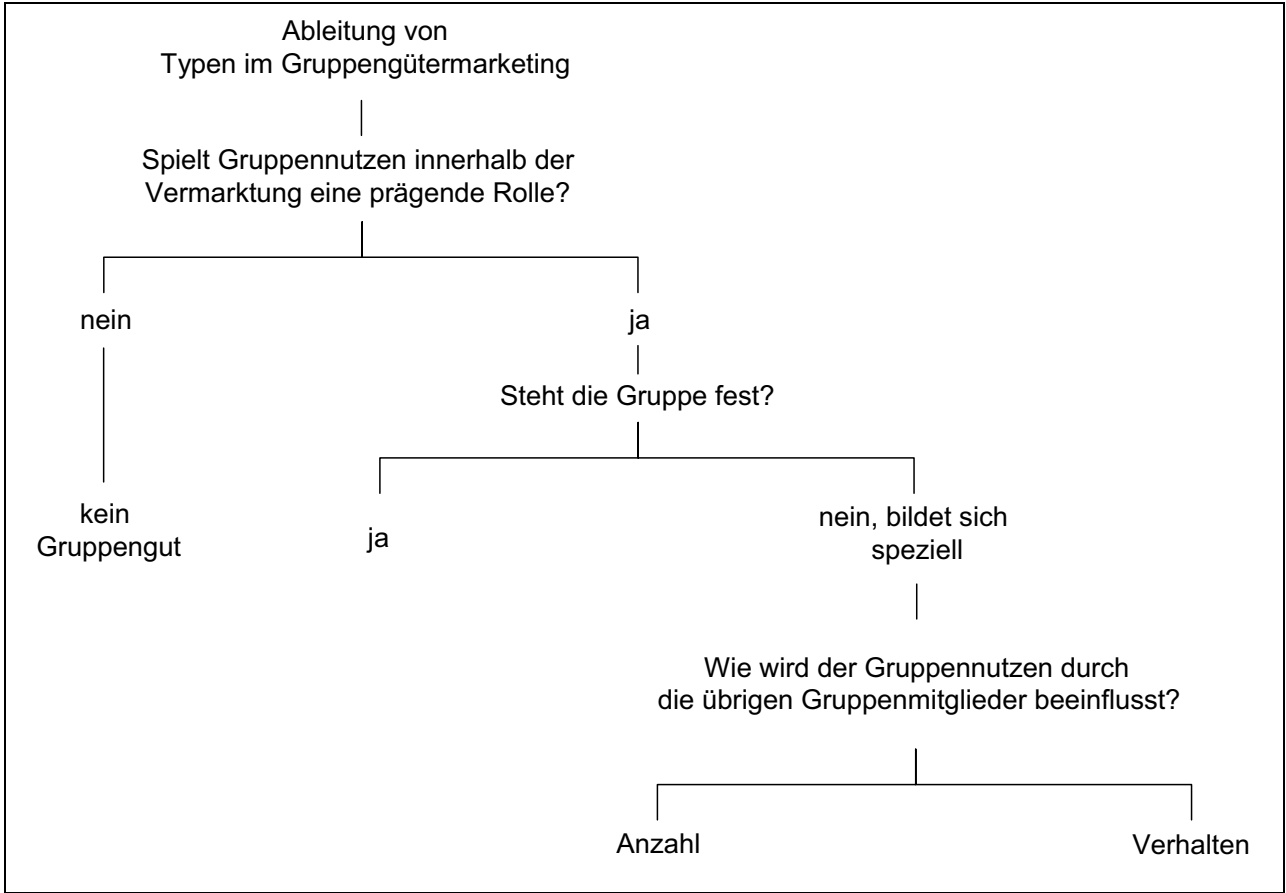 Ableitung von
Typen im Gruppengütermarketing
Spielt Gruppennutzen innerhalb der
Vermarktung eine prägende Rolle?
nein
ja
Steht die Gruppe fest?
kein
Gruppengut
ja
nein, bildet sich
speziell
Wie wird der Gruppennutzen durch
die übrigen Gruppenmitglieder beeinflusst?
Anzahl
Verhalten